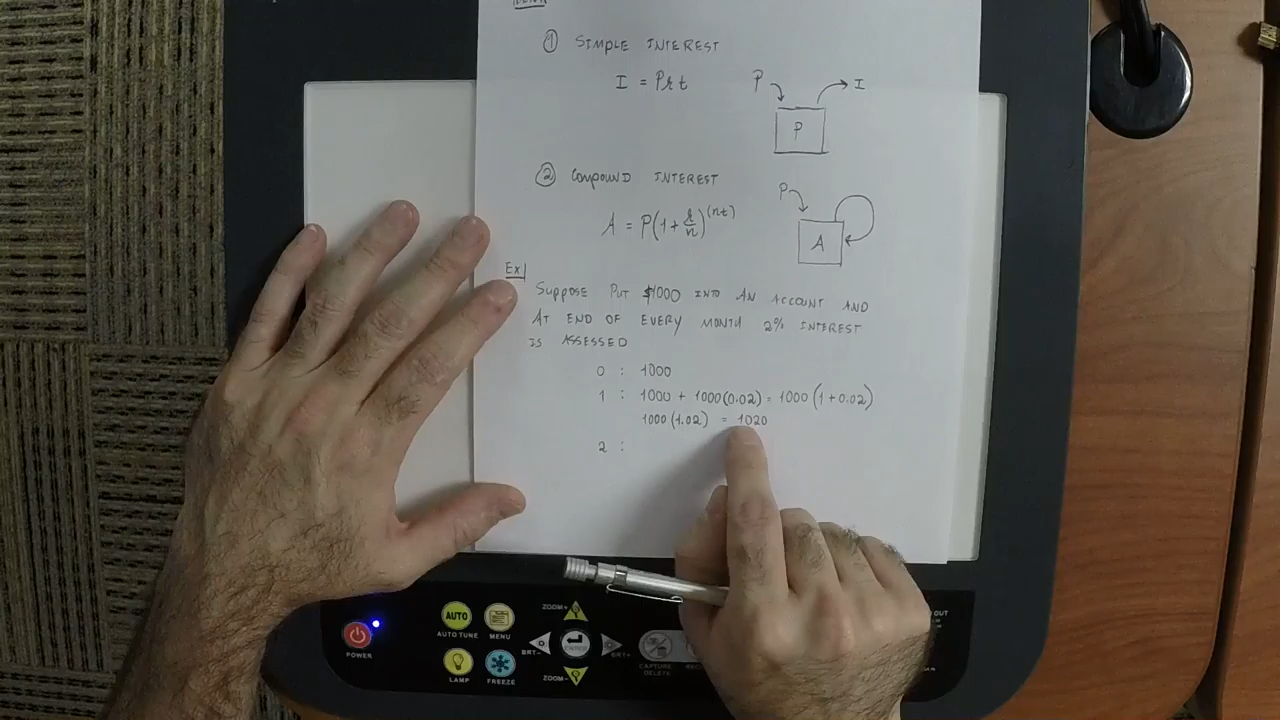 ① SIMPLE INTEREST
I = Prt
P
I
P
② COMPOUND INTEREST
P
A = P(1 + r/n)^(nt)
A
EX
SUPPOSE PUT $1000 INTO AN ACCOUNT AND
AT END OF EVERY MONTH 2% INTEREST
IS ASSESSED
0 : 1000
1 : 1000 + 1000(0.02) = 1000(1+0.02)
1000(1.02) = 1020
2 :
POWER
AUTO
AUTO TUNE
MENU
LAMP
FREEZE
ZOOM+
BRT-
ENTER
BRT+
ZOOM-
CAPTURE
DELETE